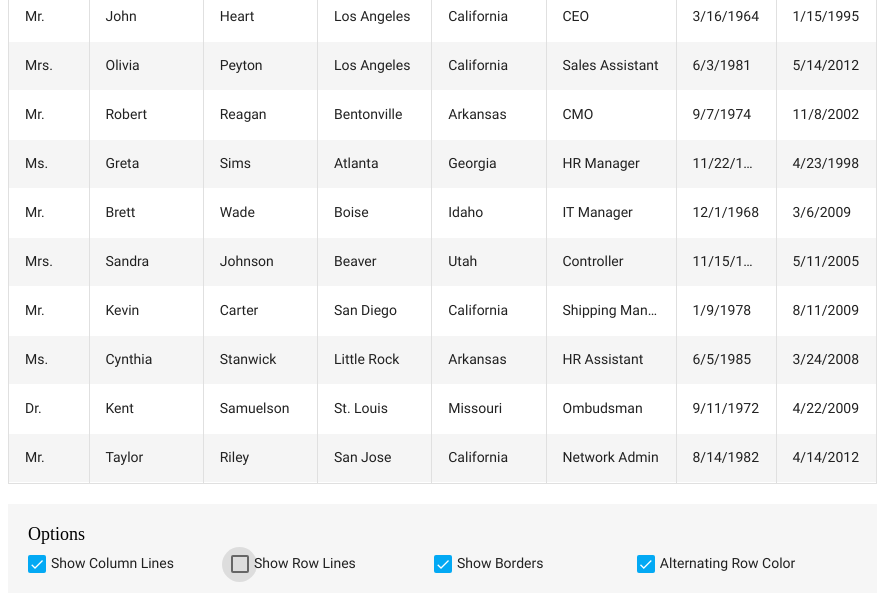 Mr. John Heart Los Angeles California CEO 3/16/1964 1/15/1995
Mrs. Olivia Peyton Los Angeles California Sales Assistant 6/3/1981 5/14/2012
Mr. Robert Reagan Bentonville Arkansas CMO 9/7/1974 11/8/2002
Ms. Greta Sims Atlanta Georgia HR Manager 11/22/1... 4/23/1998
Mr. Brett Wade Boise Idaho IT Manager 12/1/1968 3/6/2009
Mrs. Sandra Johnson Beaver Utah Controller 11/15/1... 5/11/2005
Mr. Kevin Carter San Diego California Shipping Man... 1/9/1978 8/11/2009
Ms. Cynthia Stanwick Little Rock Arkansas HR Assistant 6/5/1985 3/24/2008
Dr. Kent Samuelson St. Louis Missouri Ombudsman 9/11/1972 4/22/2009
Mr. Taylor Riley San Jose California Network Admin 8/14/1982 4/14/2012
Options
Show Column Lines Show Row Lines Show Borders Alternating Row Color